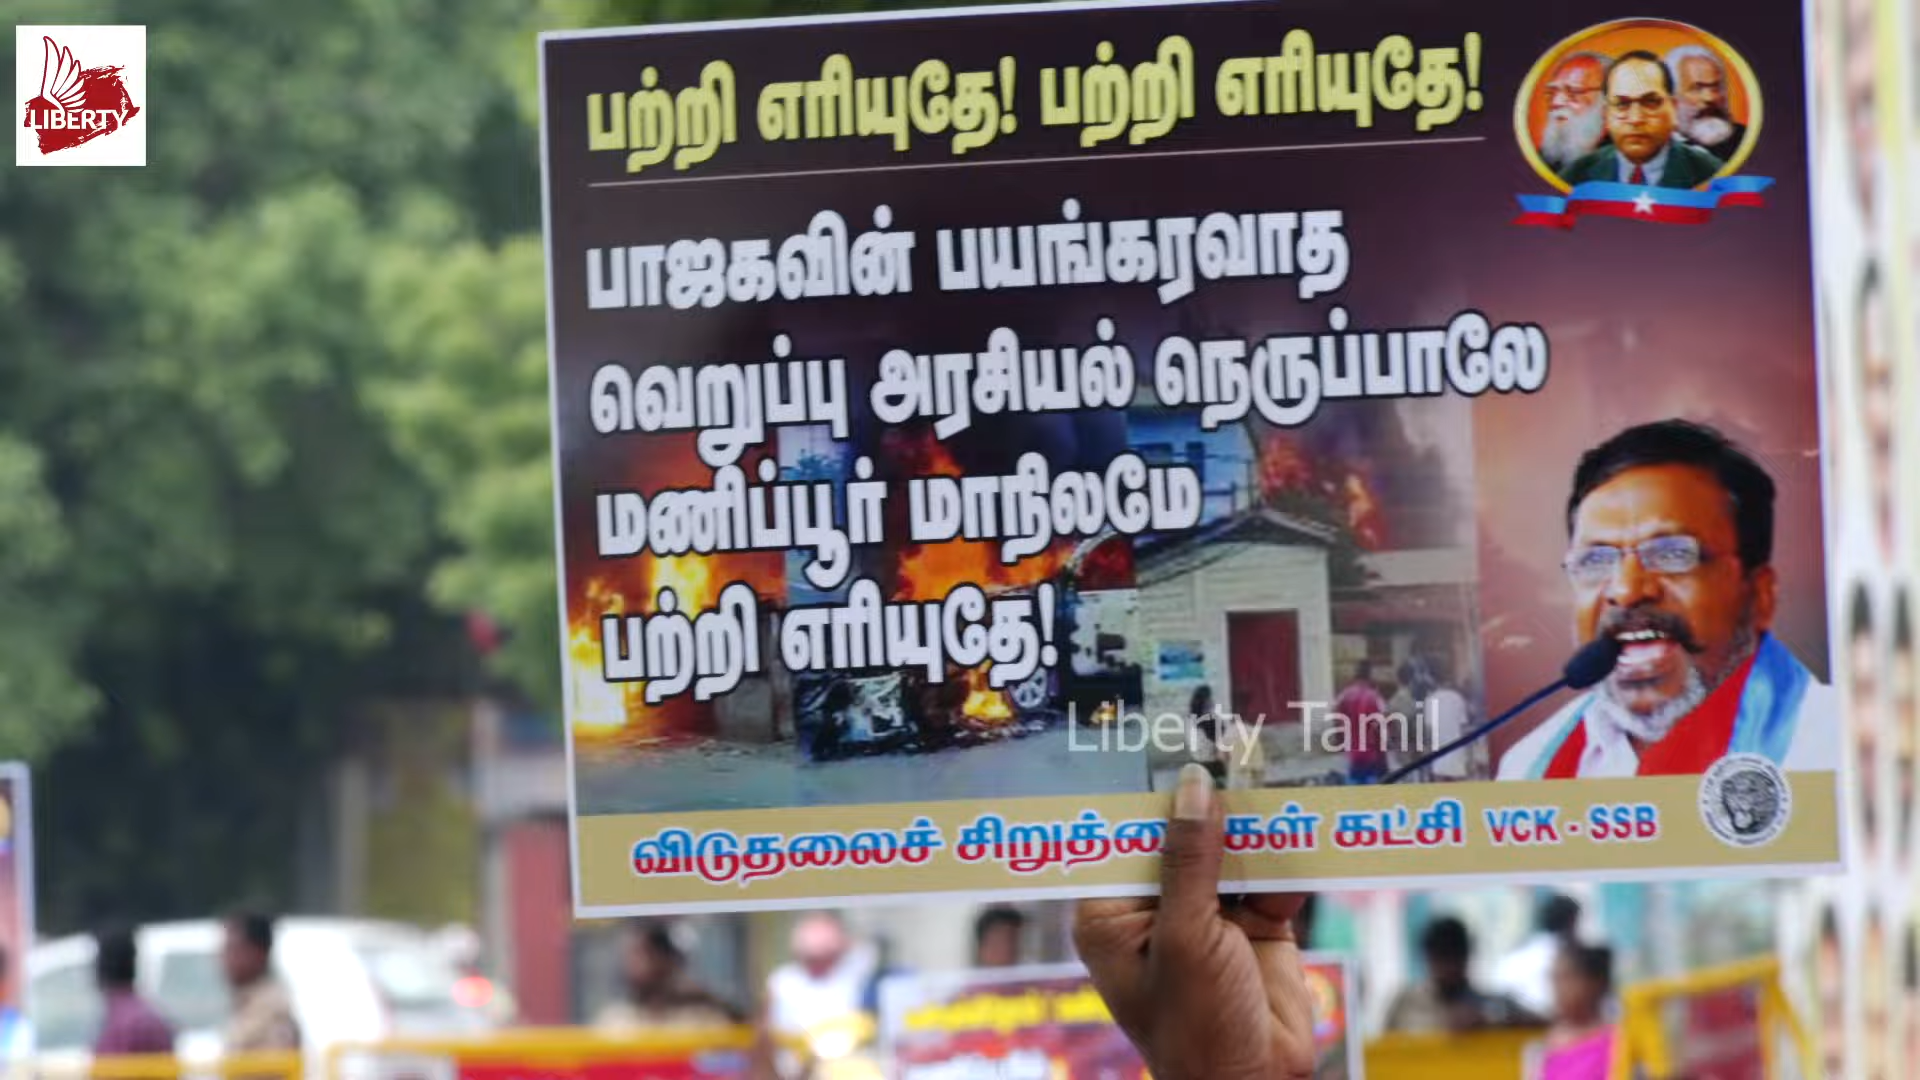 LIBERTY
பற்றி எரியுதே! பற்றி எரியுதே!
பாஜகவின் பயங்கரவாத
வெறுப்பு அரசியல் நெருப்பாலே
மணிப்பூர் மாநிலமே
பற்றி எரியுதே!
Liberty Tamil
விடுதலைச் கட்சி VCK - SSB